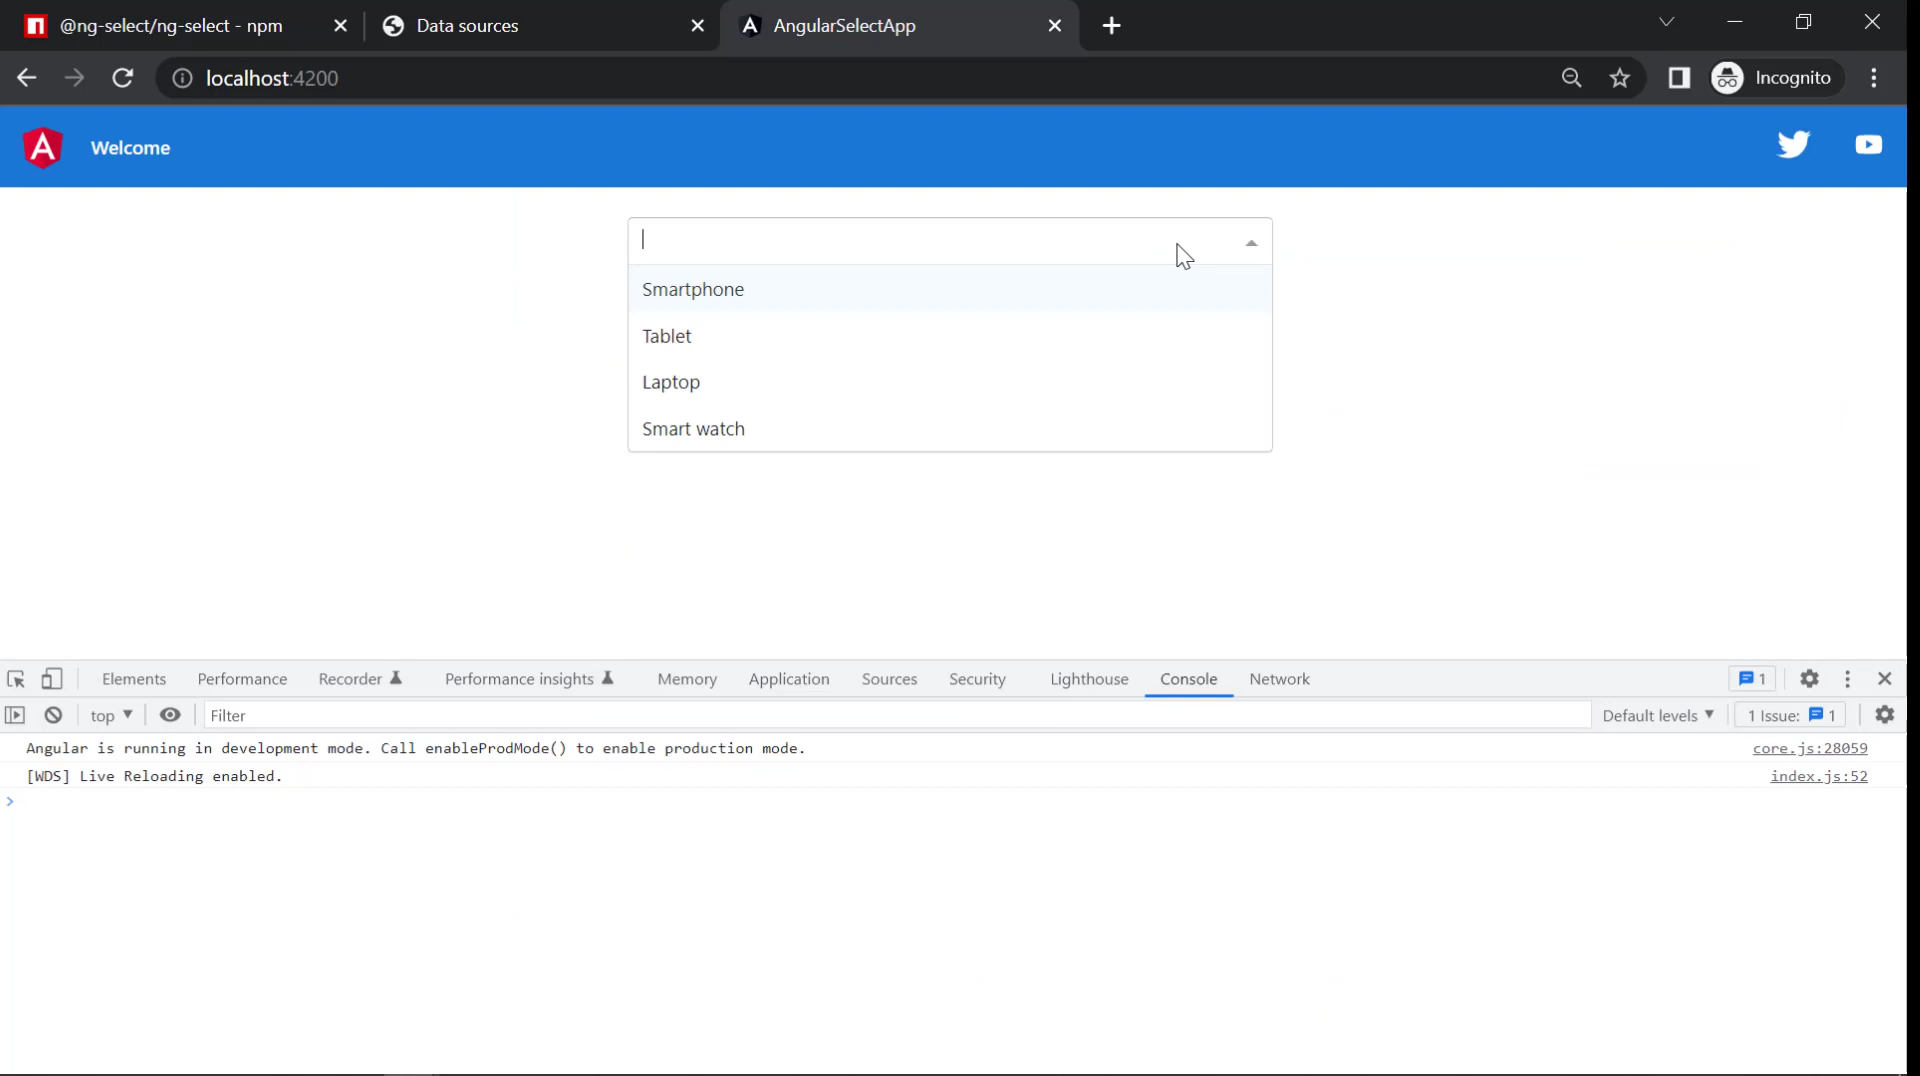 @ng-select/ng-select - npm
Data sources
AngularSelectApp
localhost:4200
Incognito
Welcome
Smartphone
Tablet
Laptop
Smart watch
Elements Performance Recorder Performance insights Memory Application Sources Security Lighthouse Console Network 1
top Filter Default levels 1 Issue: 1
Angular is running in development mode. Call enableProdMode() to enable production mode. core.js:28059
[WDS] Live Reloading enabled. index.js:52